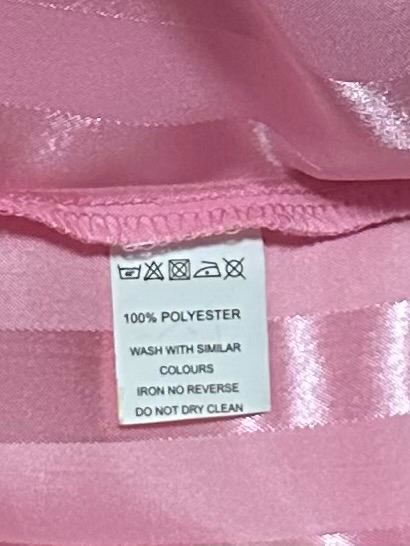 100% POLYESTER
WASH WITH SIMILAR
COLOURS
IRON NO REVERSE
DO NOT DRY CLEAN